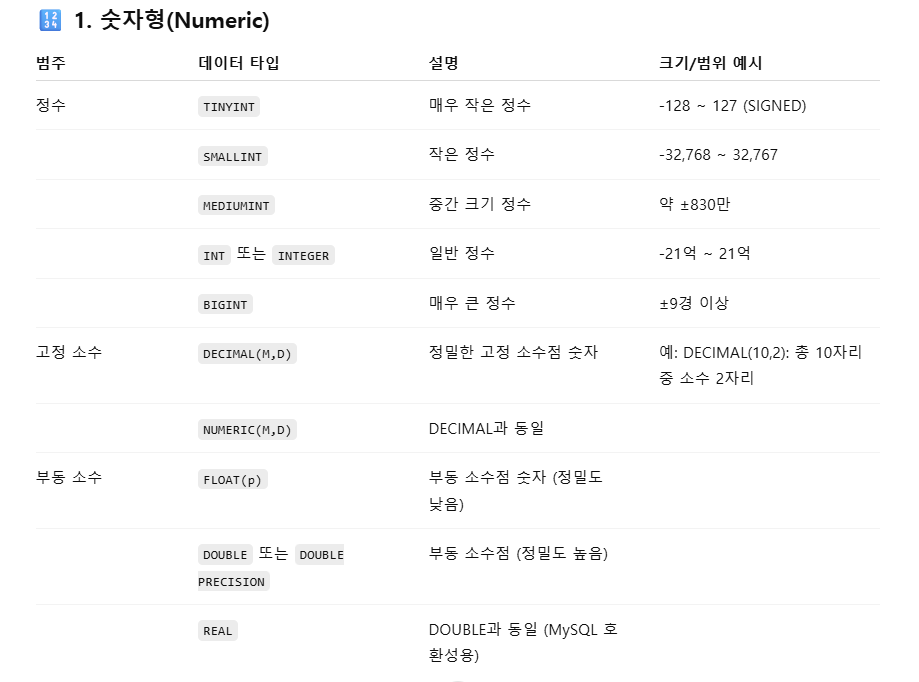 1. 숫자형(Numeric)
범주 데이터 타입 설명 크기/범위 예시
정수 TINYINT 매우 작은 정수 -128 ~ 127 (SIGNED)
SMALLINT 작은 정수 -32,768 ~ 32,767
MEDIUMINT 중간 크기 정수 약 ±830만
INT 또는 INTEGER 일반 정수 -21억 ~ 21억
BIGINT 매우 큰 정수 ±9경 이상
고정 소수 DECIMAL(M,D) 정밀한 고정 소수점 숫자 예: DECIMAL(10,2): 총 10자리
중 소수 2자리
NUMERIC(M,D) DECIMAL과 동일
부동 소수 FLOAT(p) 부동 소수점 숫자 (정밀도
낮음)
DOUBLE 또는 DOUBLE 부동 소수점 (정밀도 높음)
PRECISION
REAL DOUBLE과 동일 (MySQL 호
환성용)